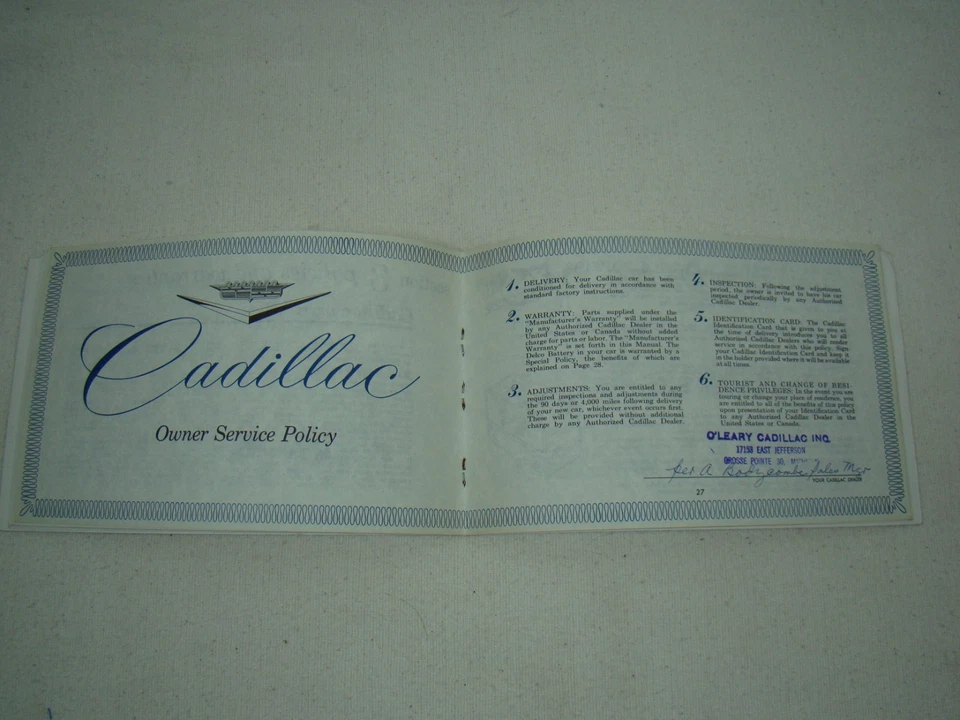 Cadillac
Owner Service Policy
1. DELIVERY: Your Cadillac car has been
conditioned for delivery in accordance with
standard factory instructions.
2. WARRANTY: Parts supplied under the
"Manufacturer's Warranty" will be installed
by any Authorized Cadillac Dealer in the
United States or Canada without added
charge for parts or labor. The "Manufacturer's
Warranty" is set forth in this Manual. The
Delco Battery in your car is warranted by a
Special Policy, the benefits of which are
explained on Page 28.
3. ADJUSTMENTS: You are entitled to any
required inspections and adjustments during
the 90 days or 4,000 miles following delivery
of your new car, whichever event occurs first.
These will be provided without additional
charge by any Authorized Cadillac Dealer.
4. INSPECTION: Following the adjustment
period, the owner is invited to have his car
inspected periodically by any Authorized
Cadillac Dealer.
5. IDENTIFICATION CARD: The Cadillac
Identification Card that is given to you at
the time of delivery introduces you to all
Authorized Cadillac Dealers who will render
service in accordance with this policy. Sign
your Cadillac Identification Card and keep it
in the holder provided where it will be available
at all times.
6. TOURIST AND CHANGE OF RESI-
DENCE PRIVILEGES: In the event you are
touring or change your place of residence, you
are entitled to all of the benefits of this policy
upon presentation of your Identification Card
to any Authorized Cadillac Dealer in the
United States or Canada.
O'LEARY CADILLAC INC.
17153 EAST JEFFERSON
GROSSE POINTE 30, MICH.
Sales Mgr
YOUR CADILLAC DEALER
27